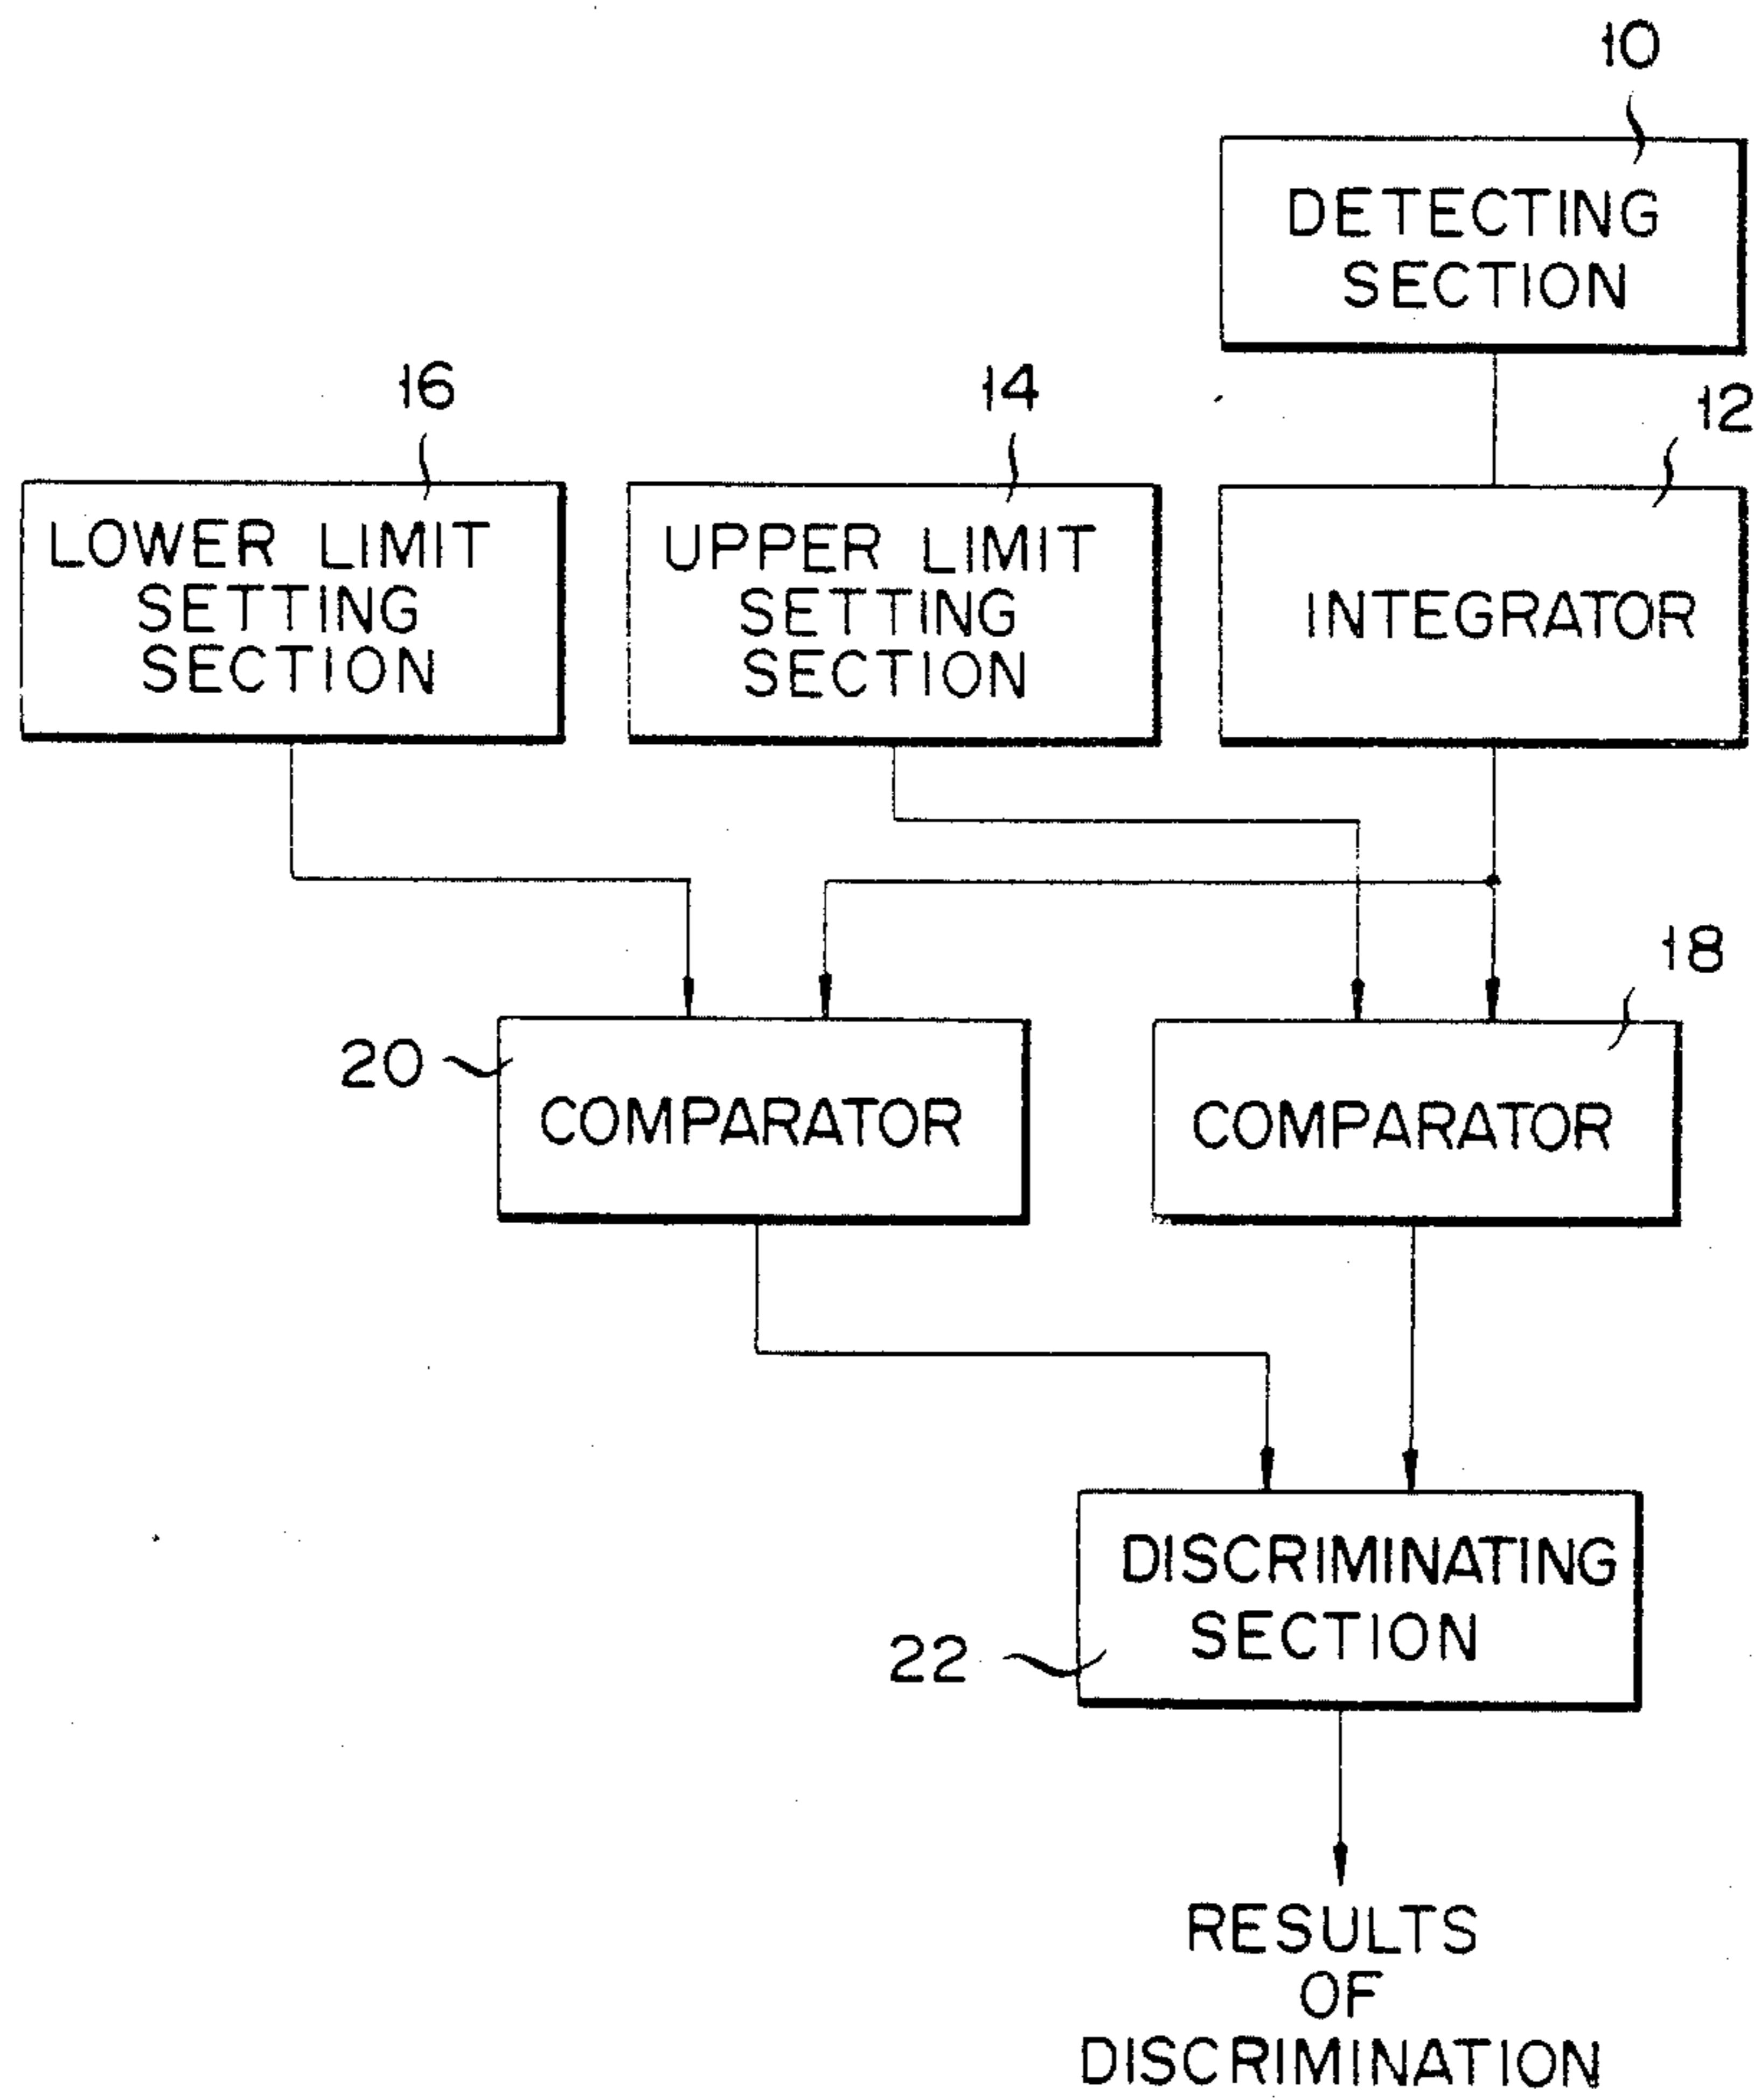 10
DETECTING
SECTION
16
14
12
LOWER LIMIT
SETTING
SECTION
UPPER LIMIT
SETTING
SECTION
INTEGRATOR
18
20
COMPARATOR
COMPARATOR
DISCRIMINATING
SECTION
22
RESULTS
OF
DISCRIMINATION